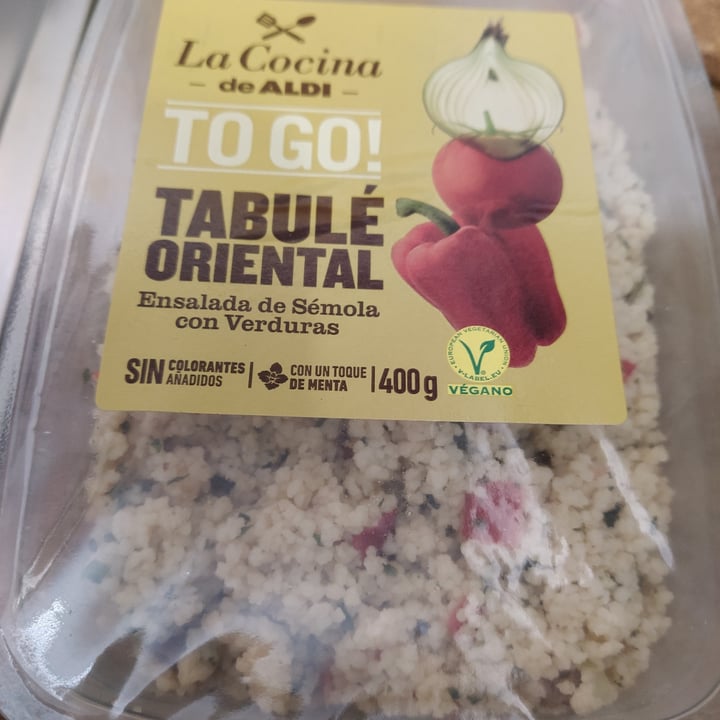 La Cocina
de ALDI
TO GO!
TABULÉ
ORIENTAL
Ensalada de Sémola
con Verduras
SIN COLORANTES AÑADIDOS
CON UN TOQUE DE MENTA
400 g
EUROPEAN VEGETARIAN UNION
V-LABEL.EU
VEGANO